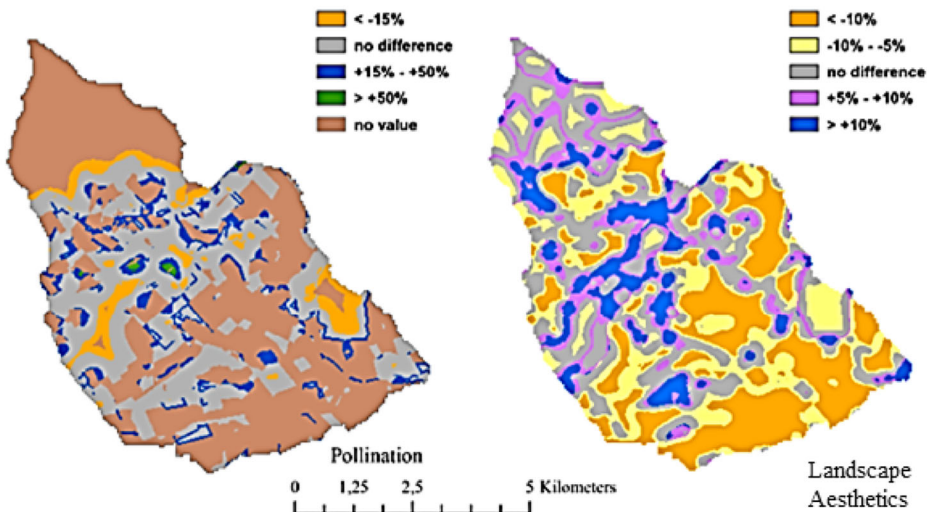 < -15%
no difference
+15% - +50%
> +50%
no value
Pollination
< -10%
-10% - -5%
no difference
+5% - +10%
> +10%
Landscape
Aesthetics
0 1,25 2,5 5 Kilometers